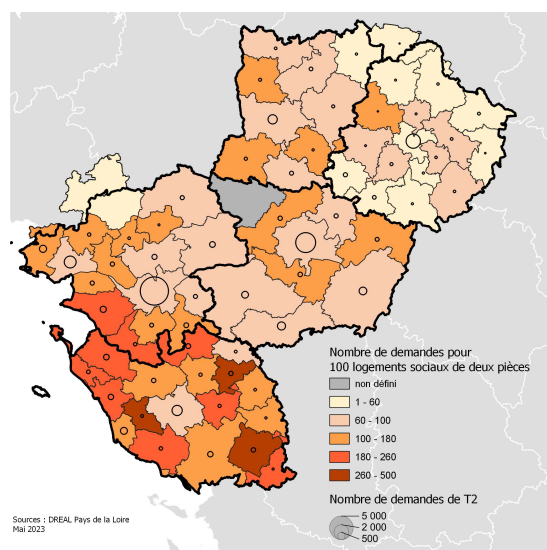 Nombre de demandes pour
100 logements sociaux de deux pièces
non défini
1 - 60
60 - 100
100 - 180
180 - 260
260 - 500
Nombre de demandes de T2
5 000
2 000
500
Sources : DREAL Pays de la Loire
Mai 2023